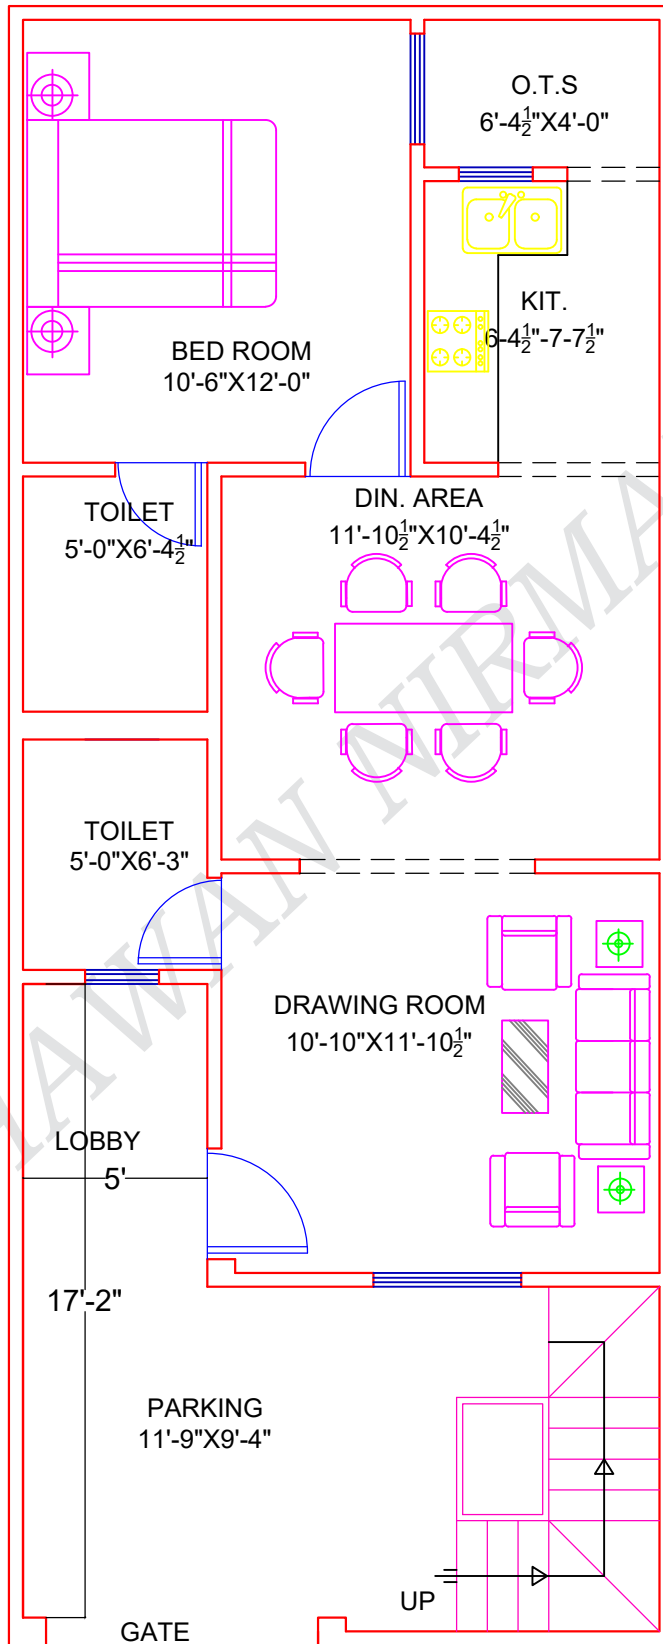 O.T.S
6'-4½"X4'-0"
KIT.
6-4½"-7-7½"
BED ROOM
10'-6"X12'-0"
TOILET
5'-0"X6'-4½"
DIN. AREA
11'-10½"X10'-4½"
TOILET
5'-0"X6'-3"
DRAWING ROOM
10'-10"X11'-10½"
LOBBY
5'
17'-2"
PARKING
11'-9"X9'-4"
UP
GATE
HAWAN NIRMA